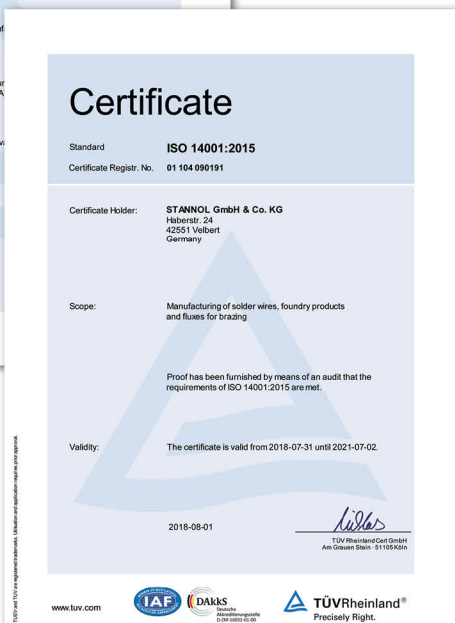 Certificate
Standard ISO 14001:2015
Certificate Registr. No. 01 104 090191
Certificate Holder: STANNOL GmbH & Co. KG
Haberstr. 24
42551 Velbert
Germany
Scope: Manufacturing of solder wires, foundry products
and fluxes for brazing
Proof has been furnished by means of an audit that the
requirements of ISO 14001:2015 are met.
Validity: The certificate is valid from 2018-07-31 until 2021-07-02.
2018-08-01
TÜV Rheinland Cert GmbH
Am Grauen Stein · 51105 Köln
www.tuv.com
IAF
DAkkS
Deutsche
Akkreditierungsstelle
D-ZM-16031-01-00
TÜVRheinland®
Precisely Right.
TUEV and TUV are registered trademarks. Utilisation and application requires prior approval.